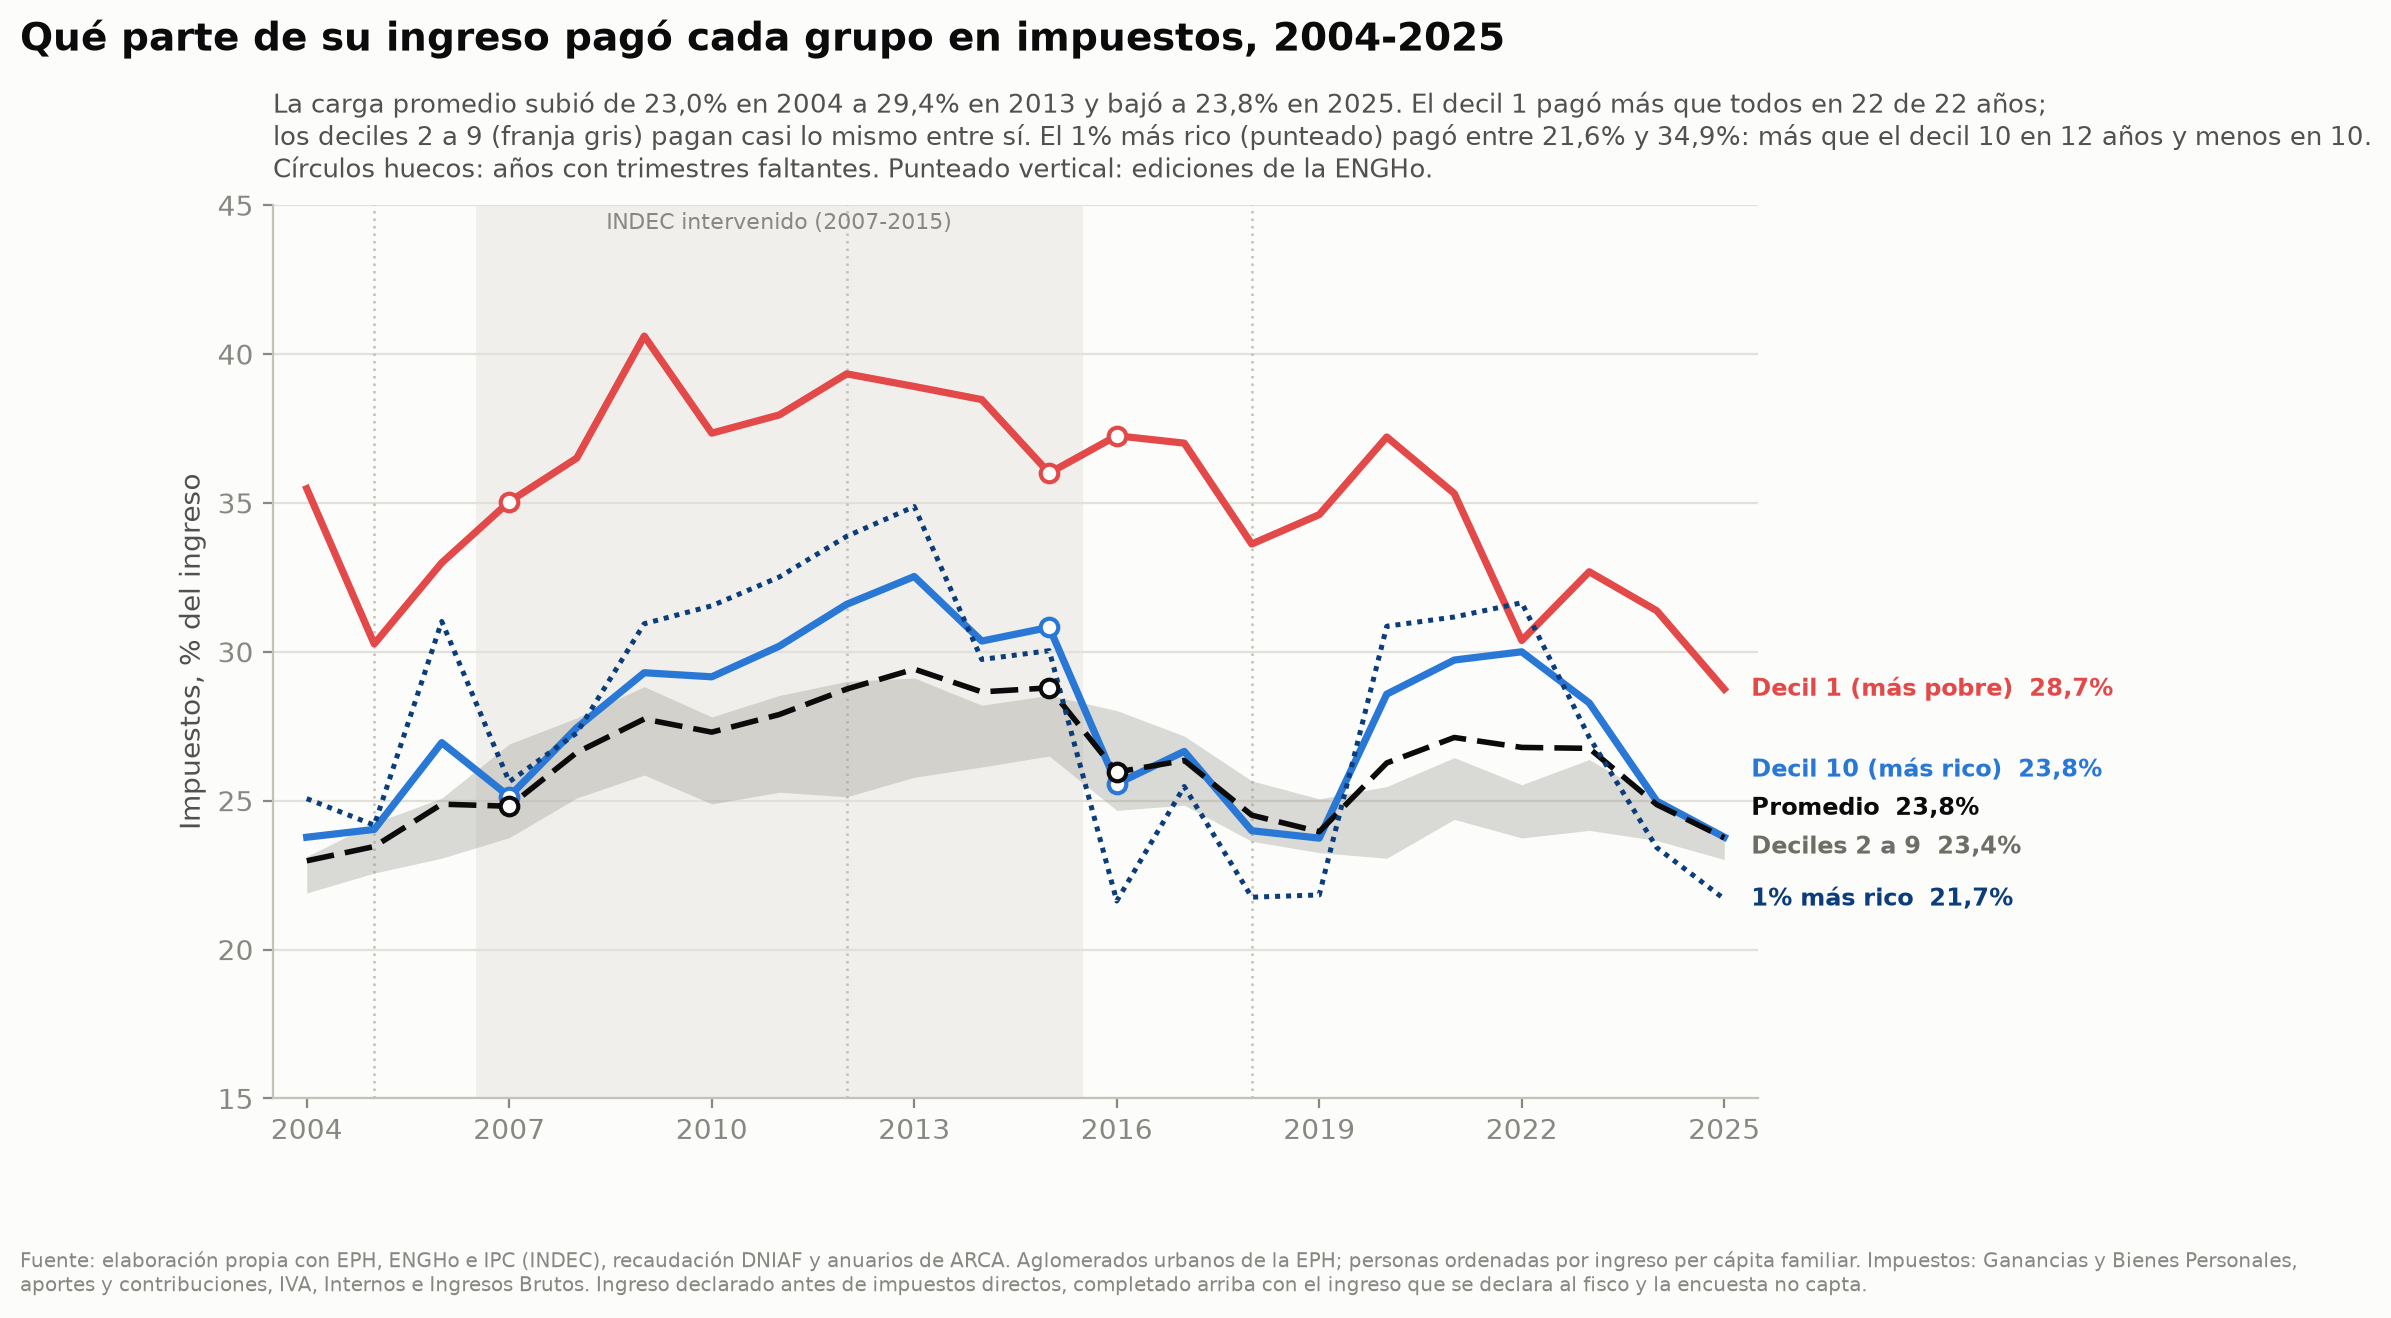 Qué parte de su ingreso pagó cada grupo en impuestos, 2004-2025
La carga promedio subió de 23,0% en 2004 a 29,4% en 2013 y bajó a 23,8% en 2025. El decil 1 pagó más que todos en 22 de 22 años;
los deciles 2 a 9 (franja gris) pagan casi lo mismo entre sí. El 1% más rico (punteado) pagó entre 21,6% y 34,9%: más que el decil 10 en 12 años y menos en 10.
Círculos huecos: años con trimestres faltantes. Punteado vertical: ediciones de la ENGHo.
INDEC intervenido (2007-2015)
Impuestos, % del ingreso
45
40
35
30
25
20
15
Decil 1 (más pobre) 28,7%
Decil 10 (más rico) 23,8%
Promedio 23,8%
Deciles 2 a 9 23,4%
1% más rico 21,7%
2004 2007 2010 2013 2016 2019 2022 2025
Fuente: elaboración propia con EPH, ENGHo e IPC (INDEC), recaudación DNIAF y anuarios de ARCA. Aglomerados urbanos de la EPH; personas ordenadas por ingreso per cápita familiar. Impuestos: Ganancias y Bienes Personales,
aportes y contribuciones, IVA, Internos e Ingresos Brutos. Ingreso declarado antes de impuestos directos, completado arriba con el ingreso que se declara al fisco y la encuesta no capta.